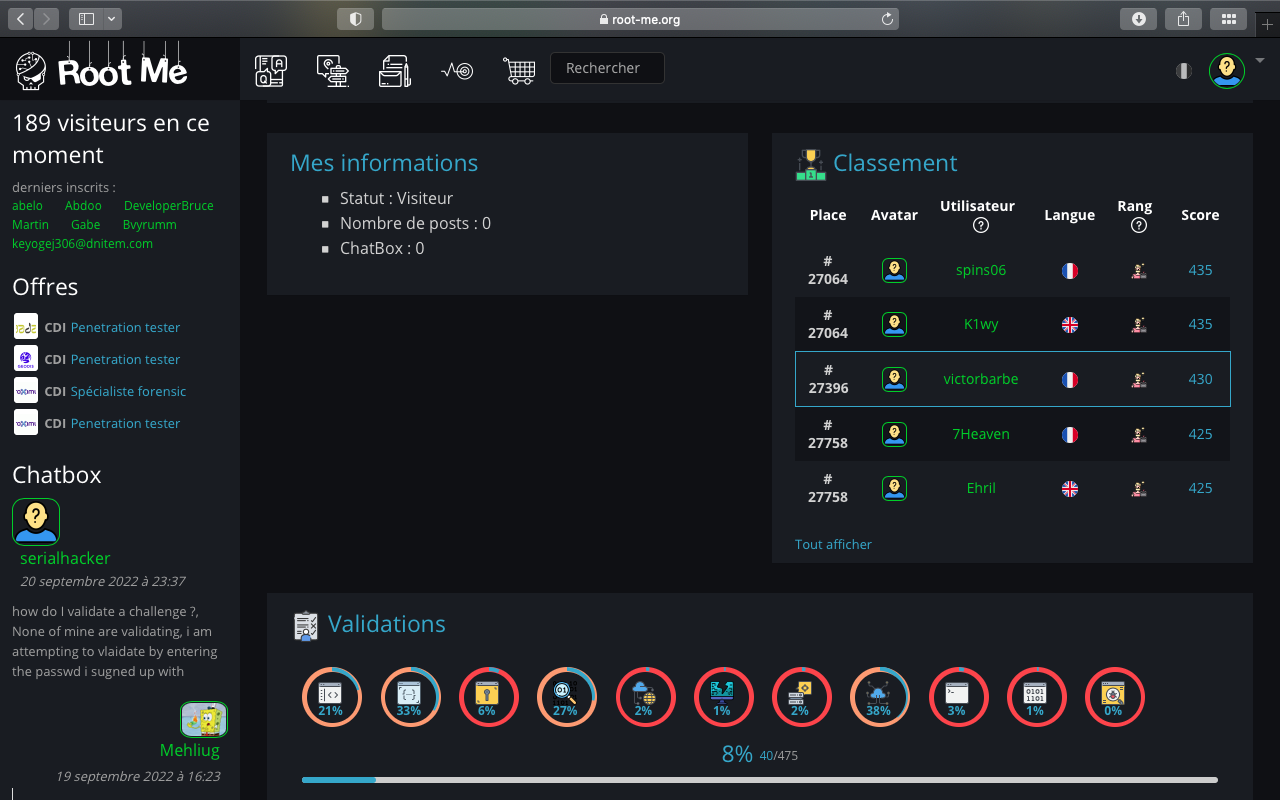 root-me.org
Root Me
Rechercher
189 visiteurs en ce
moment
derniers inscrits :
abelo Abdoo DeveloperBruce
Martin Gabe Bvyrumm
keyogej306@dnitem.com
Offres
CDI Penetration tester
CDI Penetration tester
CDI Spécialiste forensic
CDI Penetration tester
Chatbox
serialhacker
20 septembre 2022 à 23:37
how do I validate a challenge ?,
None of mine are validating, i am
attempting to vlaidate by entering
the passwd i sugned up with
Mehliug
19 septembre 2022 à 16:23
Mes informations
Statut : Visiteur
Nombre de posts : 0
ChatBox : 0
Classement
Place Avatar Utilisateur Langue Rang Score
# 27064 spins06 435
# 27064 K1wy 435
# 27396 victorbarbe 430
# 27758 7Heaven 425
# 27758 Ehril 425
Tout afficher
Validations
21% 33% 6% 27% 2% 1% 2% 38% 3% 1% 0%
8% 40/475